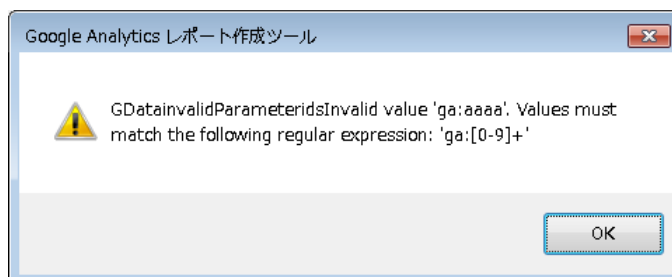 Google Analytics レポート作成ツール
GDatainvalidParameteridsInvalid value 'ga:aaaa'. Values must
match the following regular expression: 'ga:[0-9]+'
OK